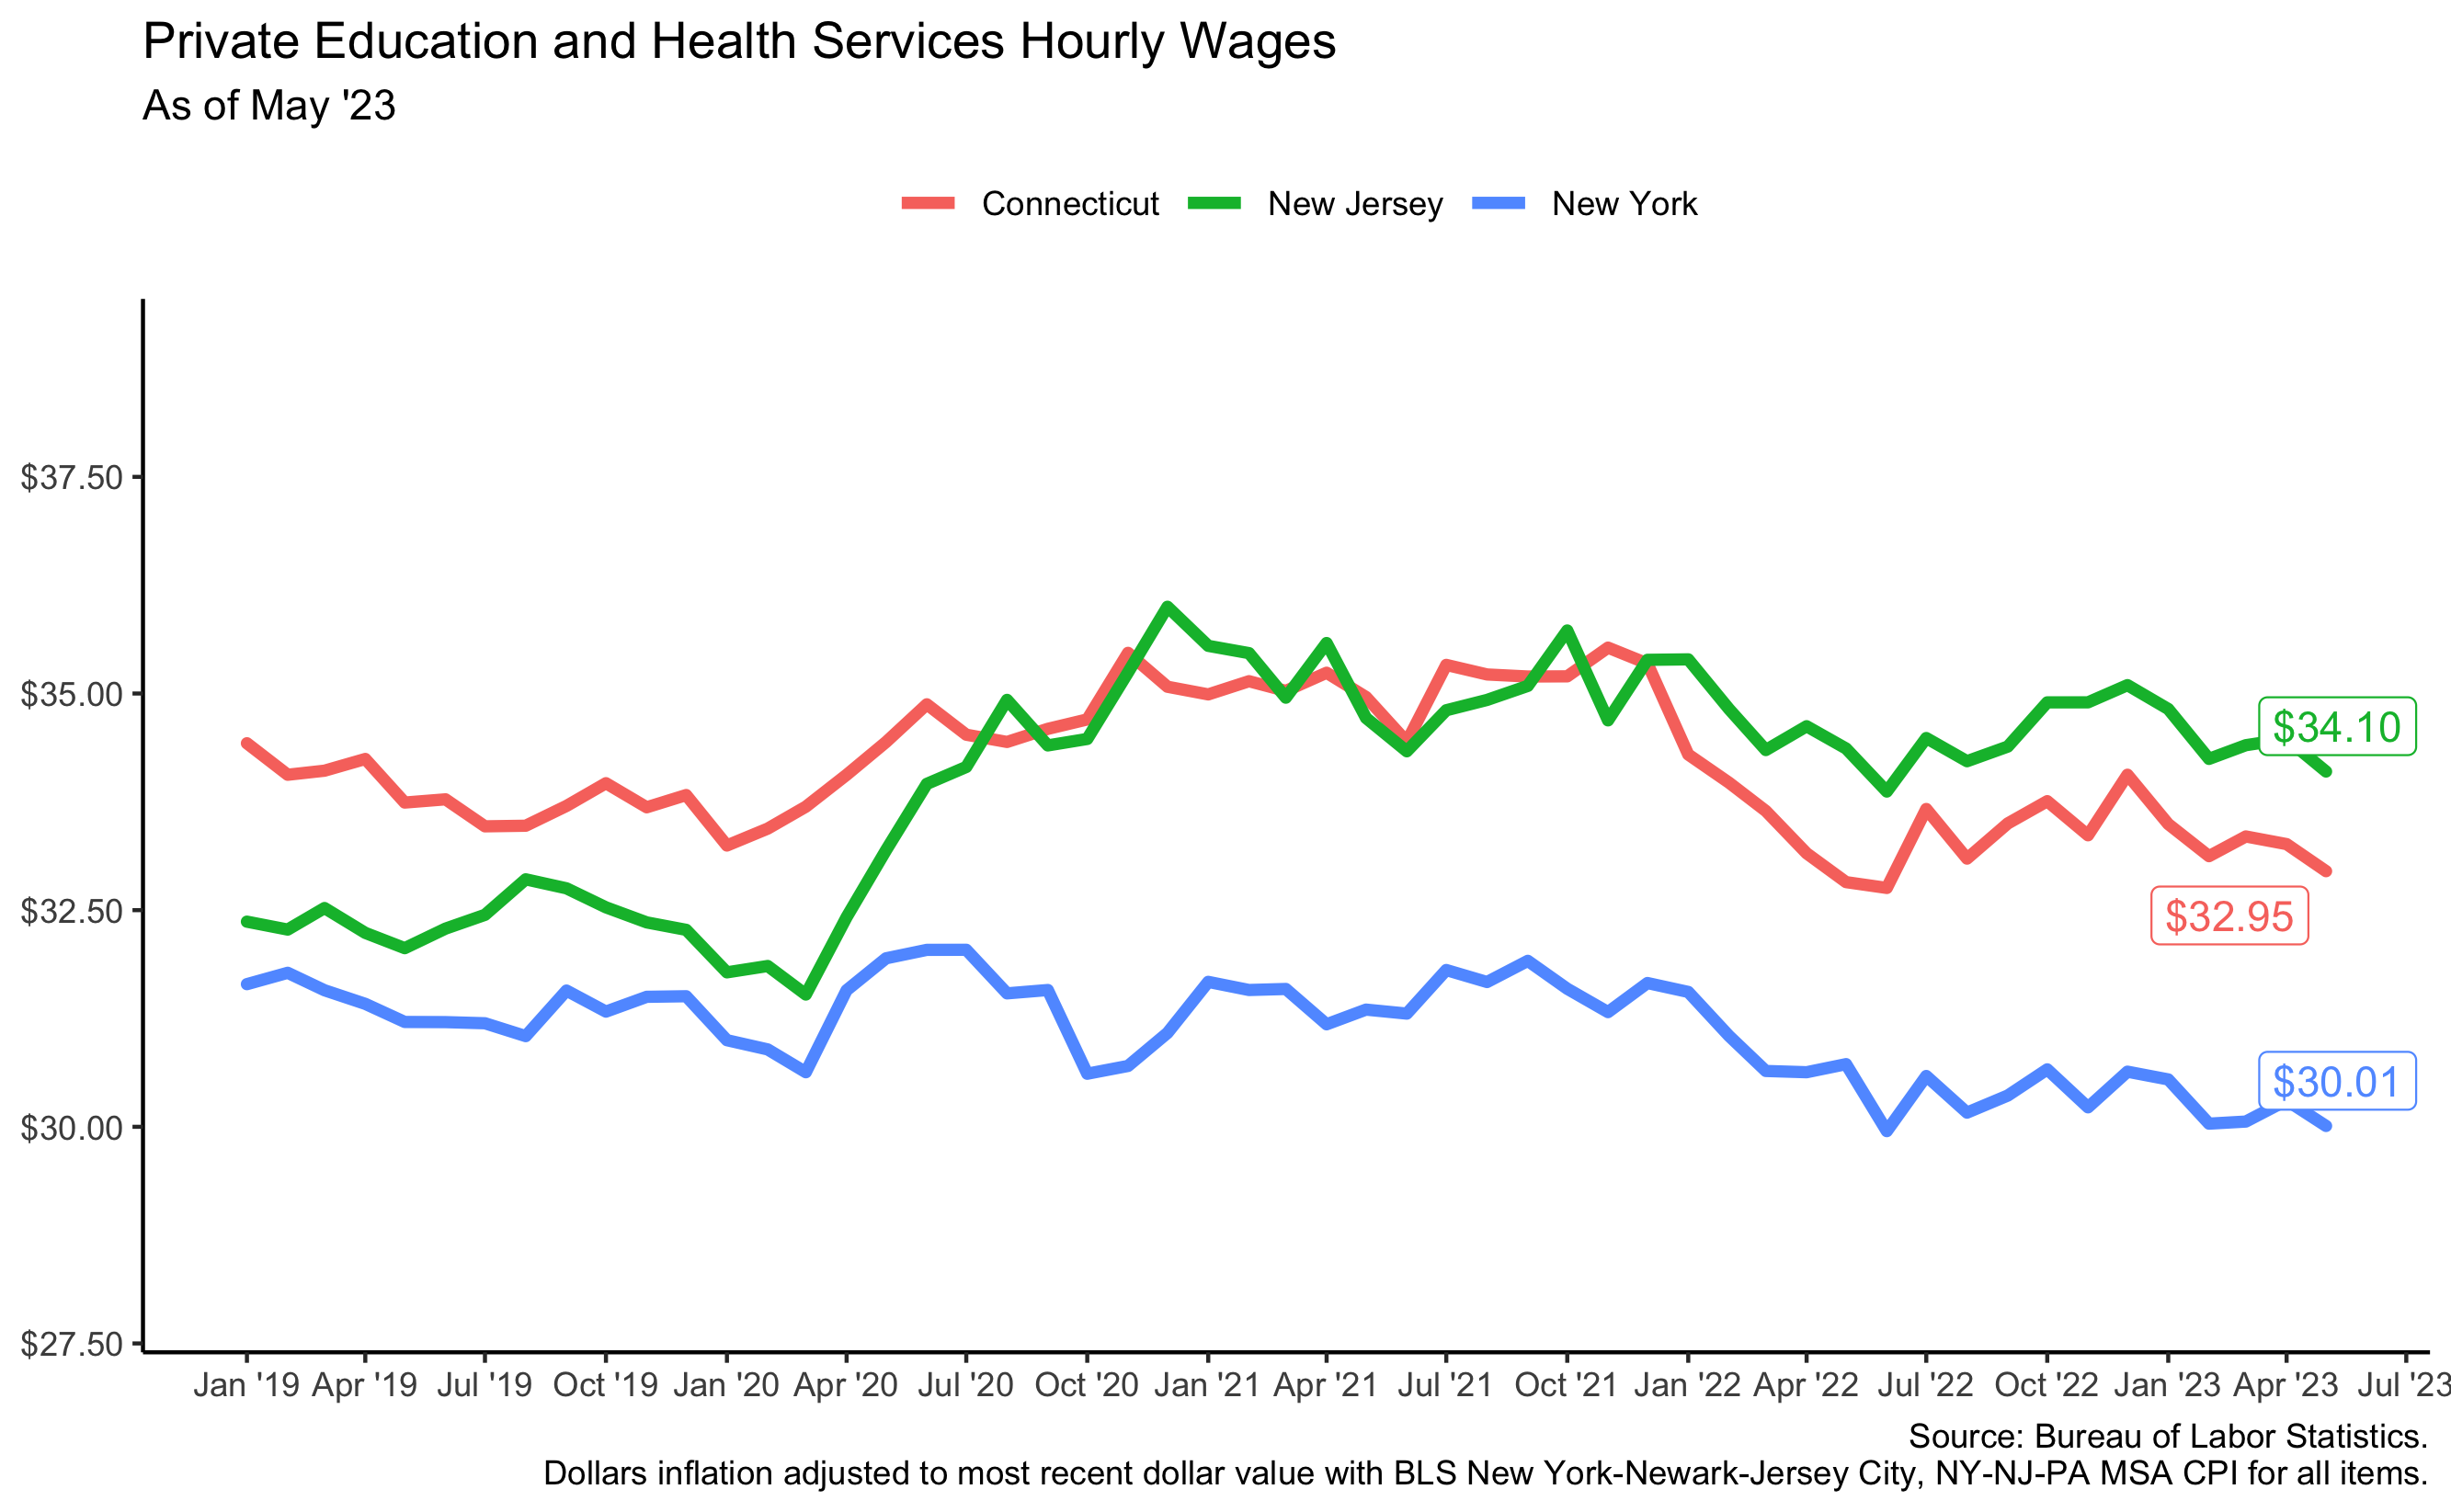 Private Education and Health Services Hourly Wages
As of May '23
Connecticut New Jersey New York
$37.50
$35.00
$32.50
$30.00
$27.50
$34.10
$32.95
$30.01
Jan '19 Apr '19 Jul '19 Oct '19 Jan '20 Apr '20 Jul '20 Oct '20 Jan '21 Apr '21 Jul '21 Oct '21 Jan '22 Apr '22 Jul '22 Oct '22 Jan '23 Apr '23 Jul '23
Source: Bureau of Labor Statistics.
Dollars inflation adjusted to most recent dollar value with BLS New York-Newark-Jersey City, NY-NJ-PA MSA CPI for all items.